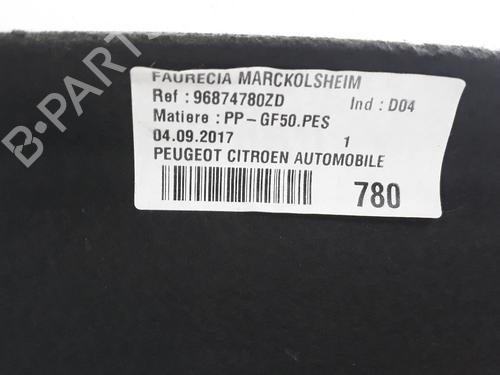 B-PARTS
FAURECIA MARCKOLSHEIM
Ref : 96874780ZD Ind : D04
Matiere : PP-GF50.PES
04.09.2017 1
PEUGEOT CITROEN AUTOMOBILE
780